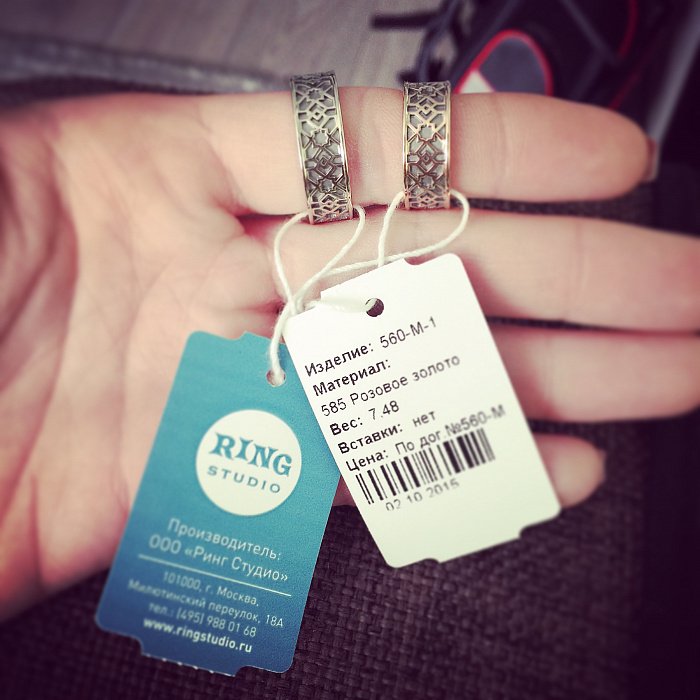 RING
STUDIO
Производитель:
ООО «Ринг Студио»
101000, г. Москва,
Милютинский переулок, 18А
тел.: (495) 988 01 68
www.ringstudio.ru
Изделие: 560-М-1
Материал:
585 Розовое золото
Вес: 7.48
Вставки: нет
Цена: По дог.№560-М
02.10.2015